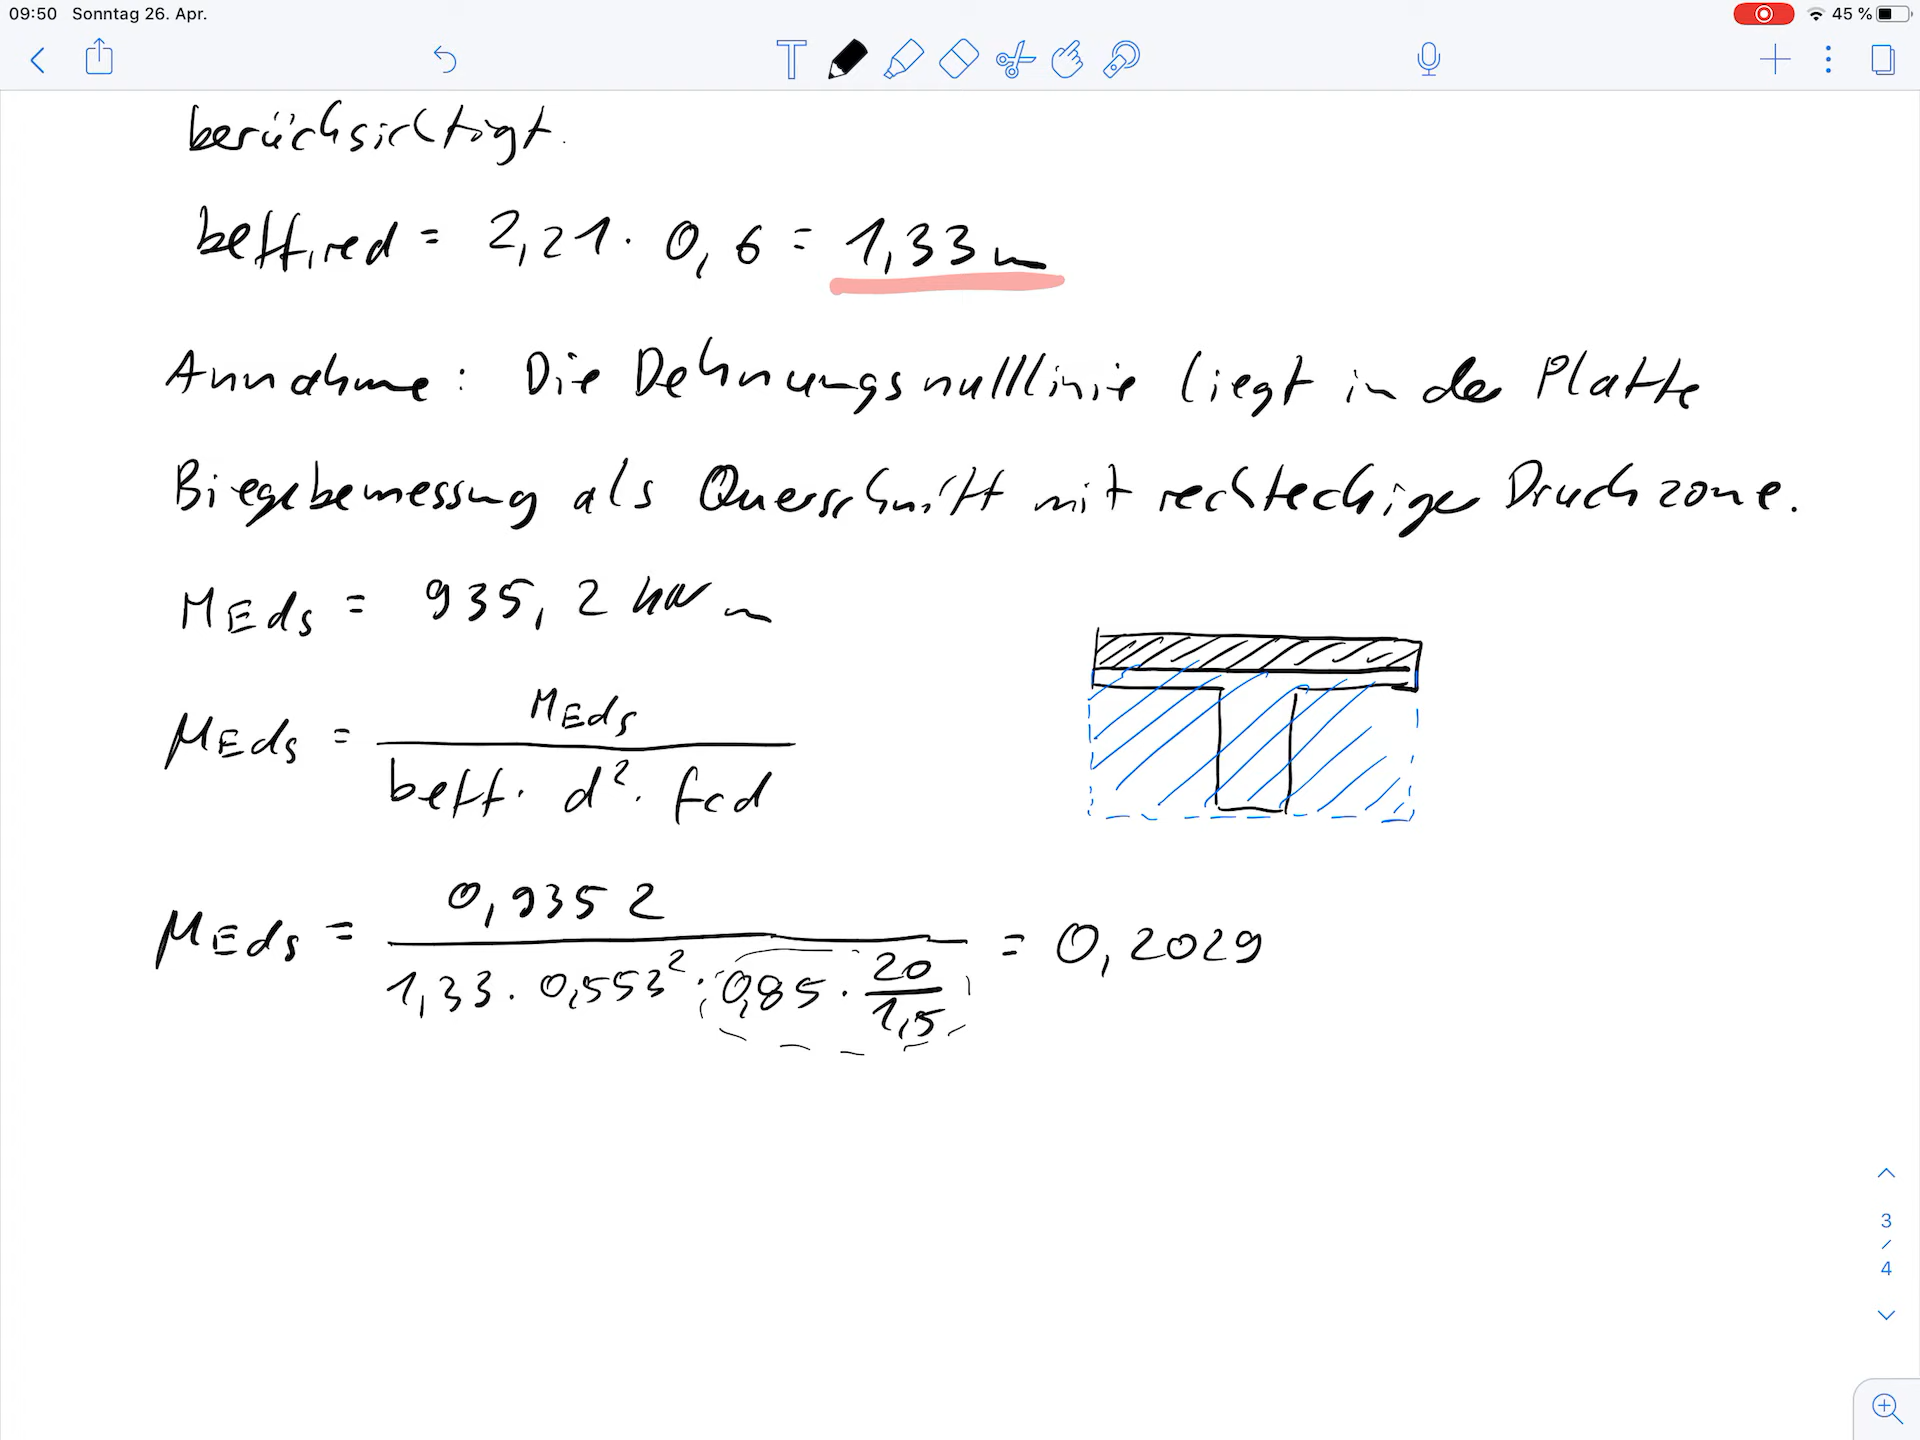 09:50 Sonntag 26. Apr. 45 %
T
berücksichtigt.
beff,red = 2,21 · 0,6 = 1,33 m
Annahme: Die Dehnungsnulllinie liegt in der Platte
Biegebemessung als Querschnitt mit rechteckiger Druckzone.
MEds = 935,2 kNm
μEds = MEds / beff · d² · fcd
μEds = 0,9352 / 1,33 · 0,553² · 0,85 · 20/1,5 = 0,2029
3
/
4